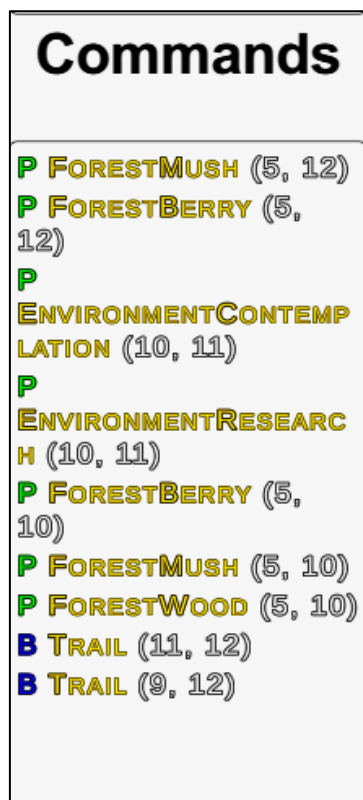 Commands
P FORESTMUSH (5, 12)
P FORESTBERRY (5,
12)
P
ENVIRONMENTCONTEMP
LATION (10, 11)
P
ENVIRONMENTRESEARC
H (10, 11)
P FORESTBERRY (5,
10)
P FORESTMUSH (5, 10)
P FORESTWOOD (5, 10)
B TRAIL (11, 12)
B TRAIL (9, 12)